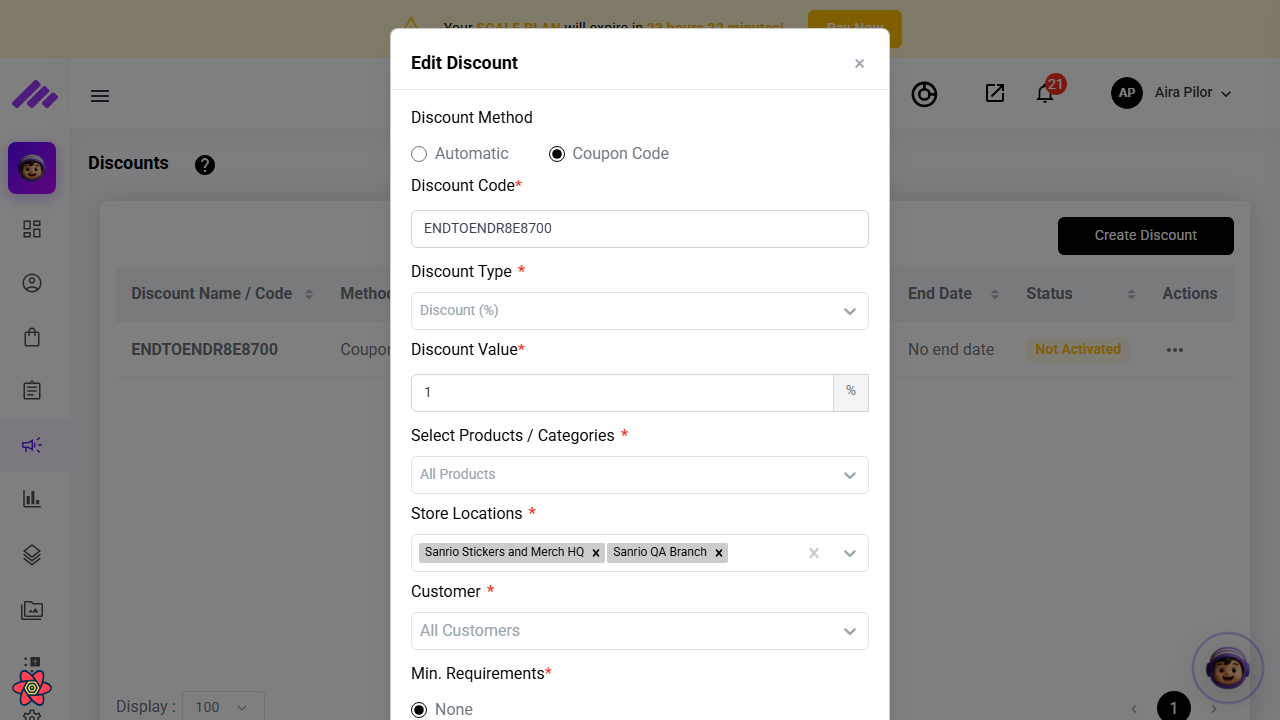 Your SCALE PLAN will expire in 23 hours 32 minutes!
Pay Now
Edit Discount
×
21
AP
Aira Pilor
Discounts
?
Discount Method
Automatic
Coupon Code
Discount Code*
ENDTOENDR8E8700
Create Discount
Discount Type *
Discount (%)
Discount Name / Code
Method
End Date
Status
Actions
Discount Value*
ENDTOENDR8E8700
Coupon
No end date
Not Activated
1
%
Select Products / Categories *
All Products
Store Locations *
Sanrio Stickers and Merch HQ
Sanrio QA Branch
Customer *
All Customers
Min. Requirements*
None
Display :
100
1